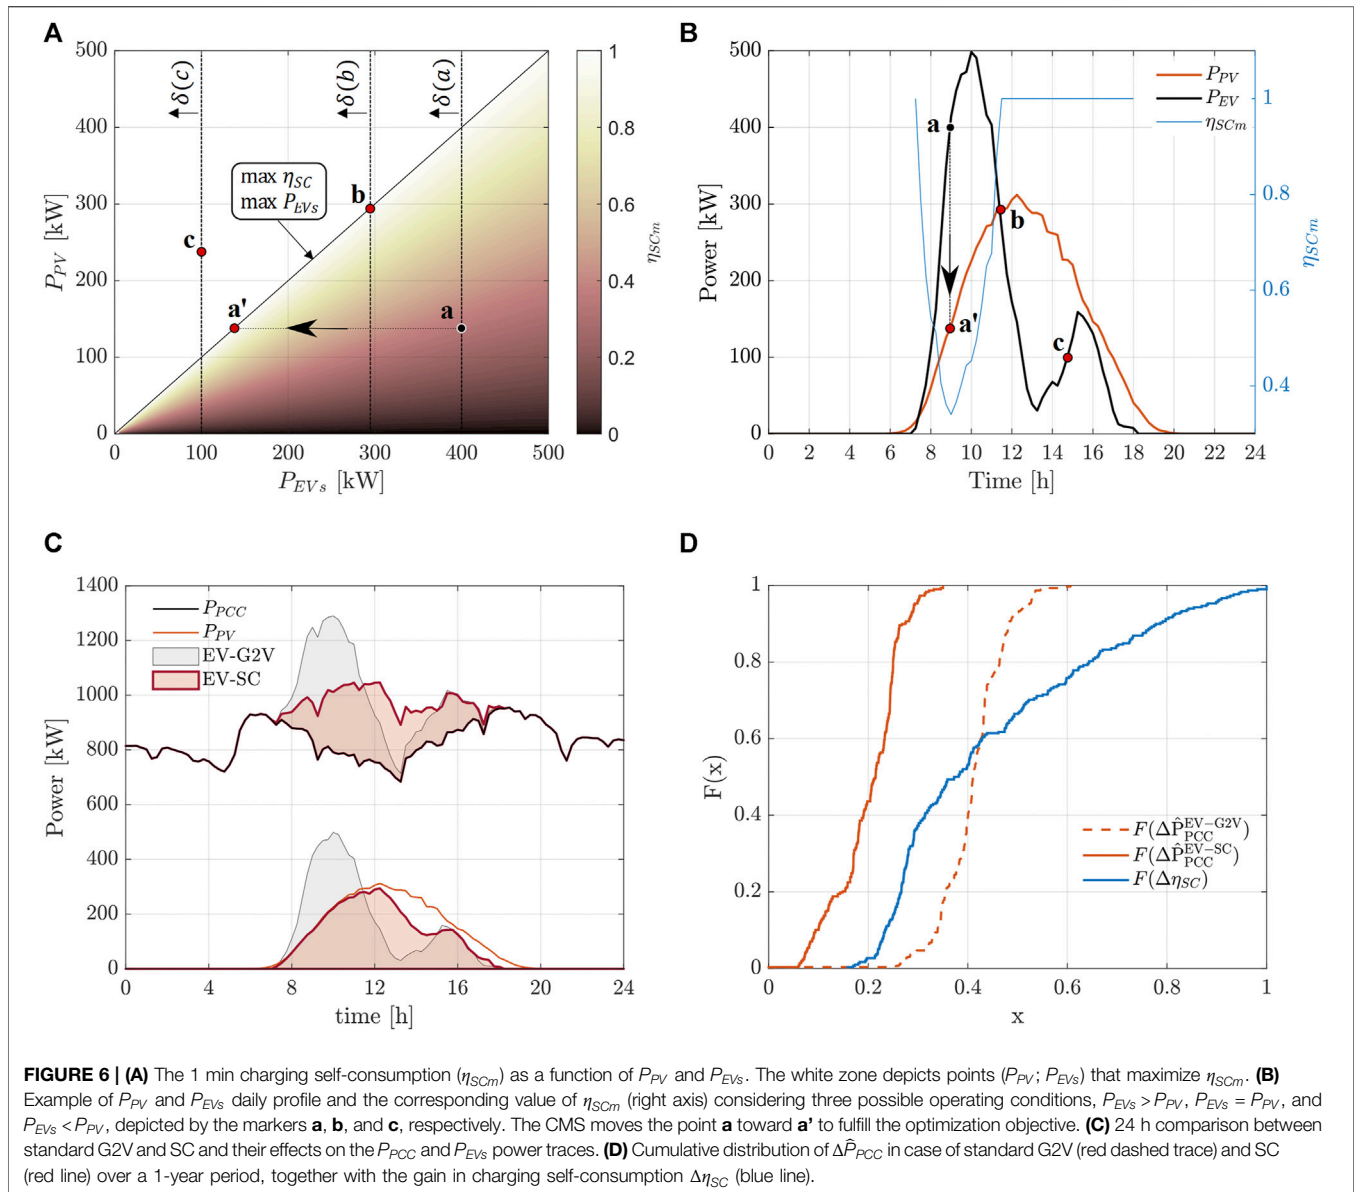 A
500
400
300
200
100
0
P_PV [kW]
0
100
200
300
400
500
P_EVs [kW]
δ(c)
δ(b)
δ(a)
max η_SC
max P_EVs
b
c
a'
a
1
0.8
0.6
0.4
0.2
0
η_SCm
B
500
400
300
200
100
0
Power [kW]
0 2 4 6 8 10 12 14 16 18 20 22 24
Time [h]
P_PV
P_EV
η_SCm
a
b
a'
c
1
0.8
0.6
0.4
η_SCm
C
1400
1200
1000
800
600
400
200
0
Power [kW]
P_PCC
P_PV
EV-G2V
EV-SC
0 4 8 12 16 20 24
time [h]
D
1
0.8
0.6
0.4
0.2
0
F(x)
F(ΔP̂_PCC^EV−G2V)
F(ΔP̂_PCC^EV−SC)
F(Δη_SC)
0 0.2 0.4 0.6 0.8 1
x
FIGURE 6 | (A) The 1 min charging self-consumption (η_SCm) as a function of P_PV and P_EVs. The white zone depicts points (P_PV; P_EVs) that maximize η_SCm. (B)
Example of P_PV and P_EVs daily profile and the corresponding value of η_SCm (right axis) considering three possible operating conditions, P_EVs > P_PV, P_EVs = P_PV, and
P_EVs < P_PV, depicted by the markers a, b, and c, respectively. The CMS moves the point a toward a' to fulfill the optimization objective. (C) 24 h comparison between
standard G2V and SC and their effects on the P_PCC and P_EVs power traces. (D) Cumulative distribution of ΔP̂_PCC in case of standard G2V (red dashed trace) and SC
(red line) over a 1-year period, together with the gain in charging self-consumption Δη_SC (blue line).